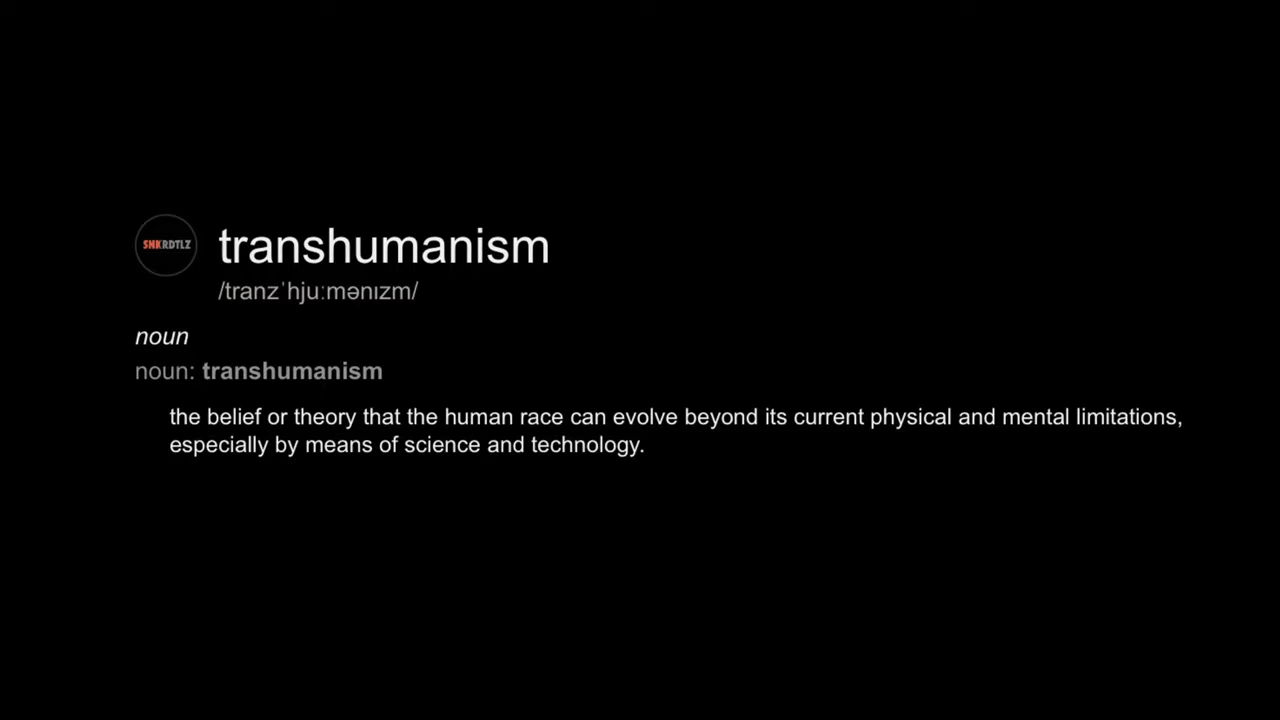 SNKRDTLZ
transhumanism
/tranzˈhjuːmənɪzm/
noun
noun: transhumanism
the belief or theory that the human race can evolve beyond its current physical and mental limitations,
especially by means of science and technology.